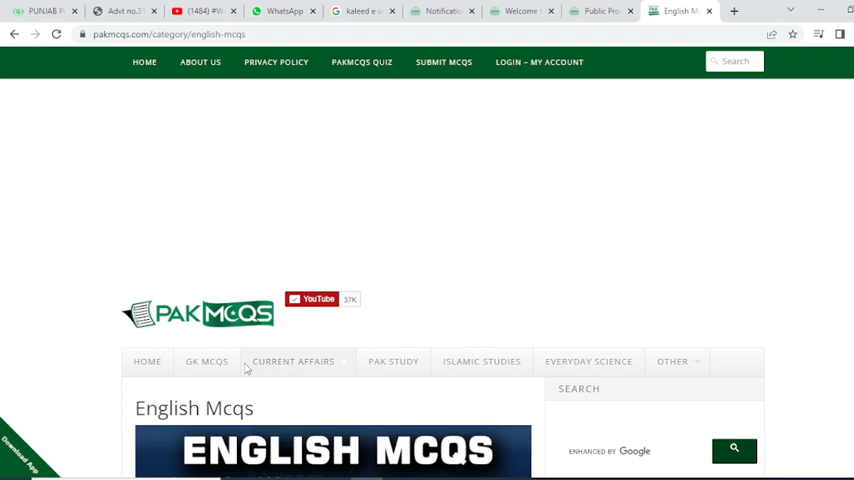 PUNJAB P
Advt no.31
(1484) #W
WhatsApp
kaleed e u
Notificatio
Welcome t
Public Pro
English M
pakmcqs.com/category/english-mcqs
HOME ABOUT US PRIVACY POLICY PAKMCQS QUIZ SUBMIT MCQS LOGIN – MY ACCOUNT Search
PAKMCQS
YouTube 37K
HOME GK MCQS CURRENT AFFAIRS PAK STUDY ISLAMIC STUDIES EVERYDAY SCIENCE OTHER
SEARCH
English Mcqs
ENGLISH MCQS
ENHANCED BY Google
Download App